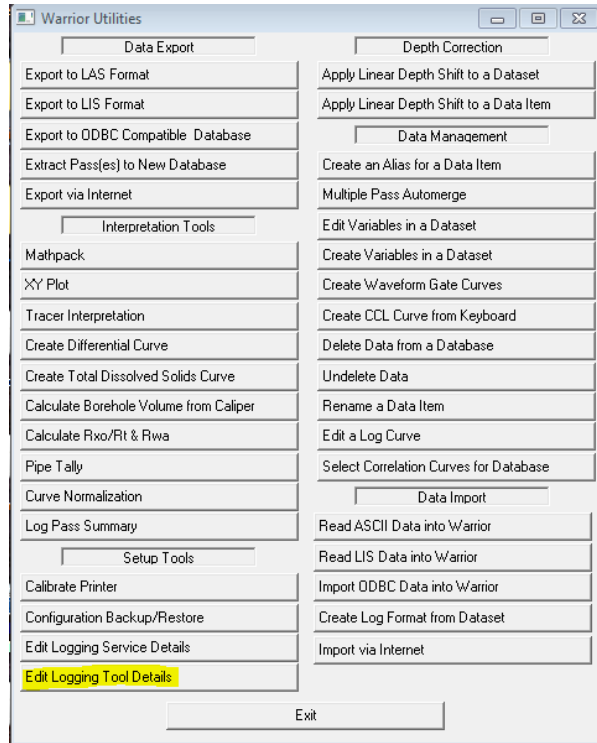 Warrior Utilities
Data Export
Export to LAS Format
Export to LIS Format
Export to ODBC Compatible Database
Extract Pass(es) to New Database
Export via Internet
Interpretation Tools
Mathpack
XY Plot
Tracer Interpretation
Create Differential Curve
Create Total Dissolved Solids Curve
Calculate Borehole Volume from Caliper
Calculate Rxo/Rt & Rwa
Pipe Tally
Curve Normalization
Log Pass Summary
Setup Tools
Calibrate Printer
Configuration Backup/Restore
Edit Logging Service Details
Edit Logging Tool Details
Depth Correction
Apply Linear Depth Shift to a Dataset
Apply Linear Depth Shift to a Data Item
Data Management
Create an Alias for a Data Item
Multiple Pass Automerge
Edit Variables in a Dataset
Create Variables in a Dataset
Create Waveform Gate Curves
Create CCL Curve from Keyboard
Delete Data from a Database
Undelete Data
Rename a Data Item
Edit a Log Curve
Select Correlation Curves for Database
Data Import
Read ASCII Data into Warrior
Read LIS Data into Warrior
Import ODBC Data into Warrior
Create Log Format from Dataset
Import via Internet
Exit